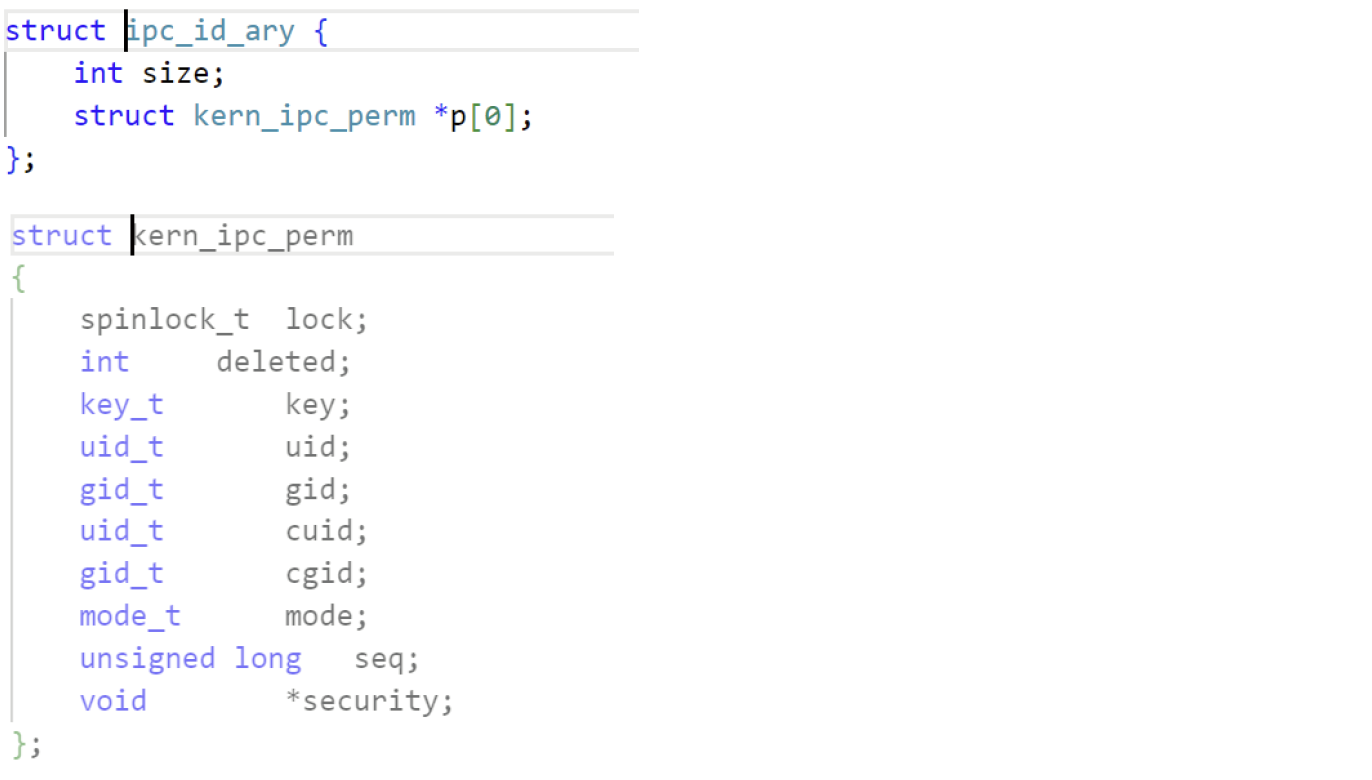 struct ipc_id_ary {
    int size;
    struct kern_ipc_perm *p[0];
};
struct kern_ipc_perm
{
    spinlock_t  lock;
    int     deleted;
    key_t       key;
    uid_t       uid;
    gid_t       gid;
    uid_t       cuid;
    gid_t       cgid;
    mode_t      mode;
    unsigned long   seq;
    void        *security;
};